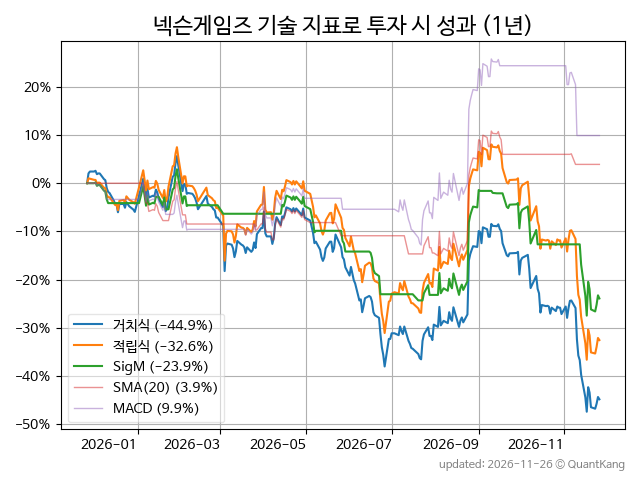 넥슨게임즈 기술 지표로 투자 시 성과 (1년)
20%
10%
0%
−10%
−20%
−30%
−40%
−50%
거치식 (−44.9%)
적립식 (−32.6%)
SigM (−23.9%)
SMA(20) (3.9%)
MACD (9.9%)
2026−01
2026−03
2026−05
2026−07
2026−09
2026−11
updated: 2026−11−26 ⓒ QuantKang